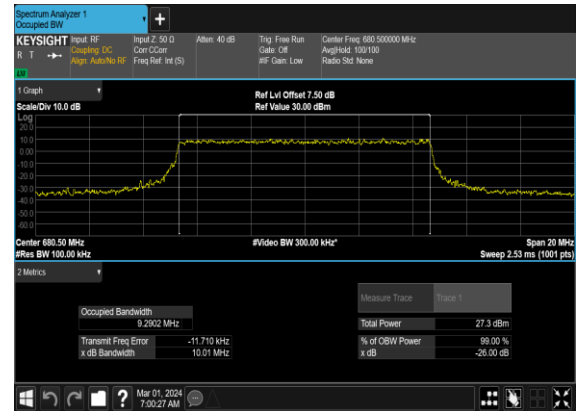 Spectrum Analyzer 1
Occupied BW
KEYSIGHT
R T
LXI
Input: RF
Coupling: DC
Align: Auto/No RF
Input Z: 50 Ω
Corr CCorr
Freq Ref: Int (S)
Atten: 40 dB
Trig: Free Run
Gate: Off
#IF Gain: Low
Center Freq: 680.500000 MHz
Avg|Hold: 100/100
Radio Std: None
1 Graph
Scale/Div 10.0 dB
Ref Lvl Offset 7.50 dB
Ref Value 30.00 dBm
Log
20.0
10.0
0.00
-10.0
-20.0
-30.0
-40.0
-50.0
-60.0
Center 680.50 MHz
#Res BW 100.00 kHz
#Video BW 300.00 kHz*
Span 20 MHz
Sweep 2.53 ms (1001 pts)
2 Metrics
Measure Trace Trace 1
Occupied Bandwidth
9.2902 MHz
Total Power 27.3 dBm
Transmit Freq Error -11.710 kHz
% of OBW Power 99.00 %
x dB Bandwidth 10.01 MHz
x dB -26.00 dB
Mar 01, 2024
7:00:27 AM